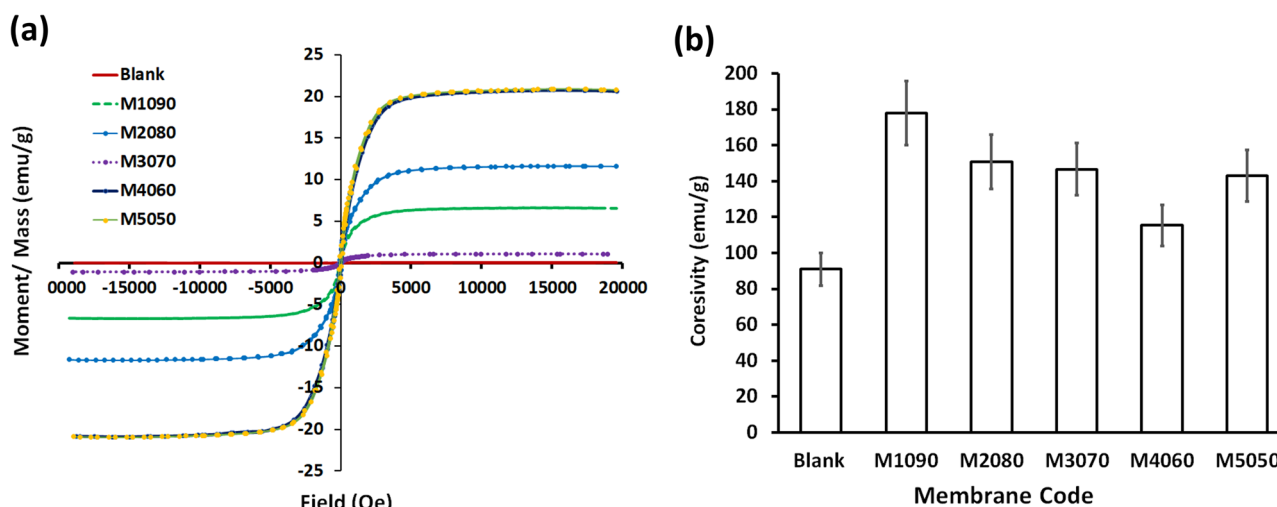 (a)
Moment/ Mass (emu/g)
25
20
15
10
5
0
-5
-10
-15
-20
-25
0000 -15000 -10000 -5000 0 5000 10000 15000 20000
Field (Oe)
Blank
M1090
M2080
M3070
M4060
M5050
(b)
Coresivity (emu/g)
200
180
160
140
120
100
80
60
40
20
0
Blank M1090 M2080 M3070 M4060 M5050
Membrane Code